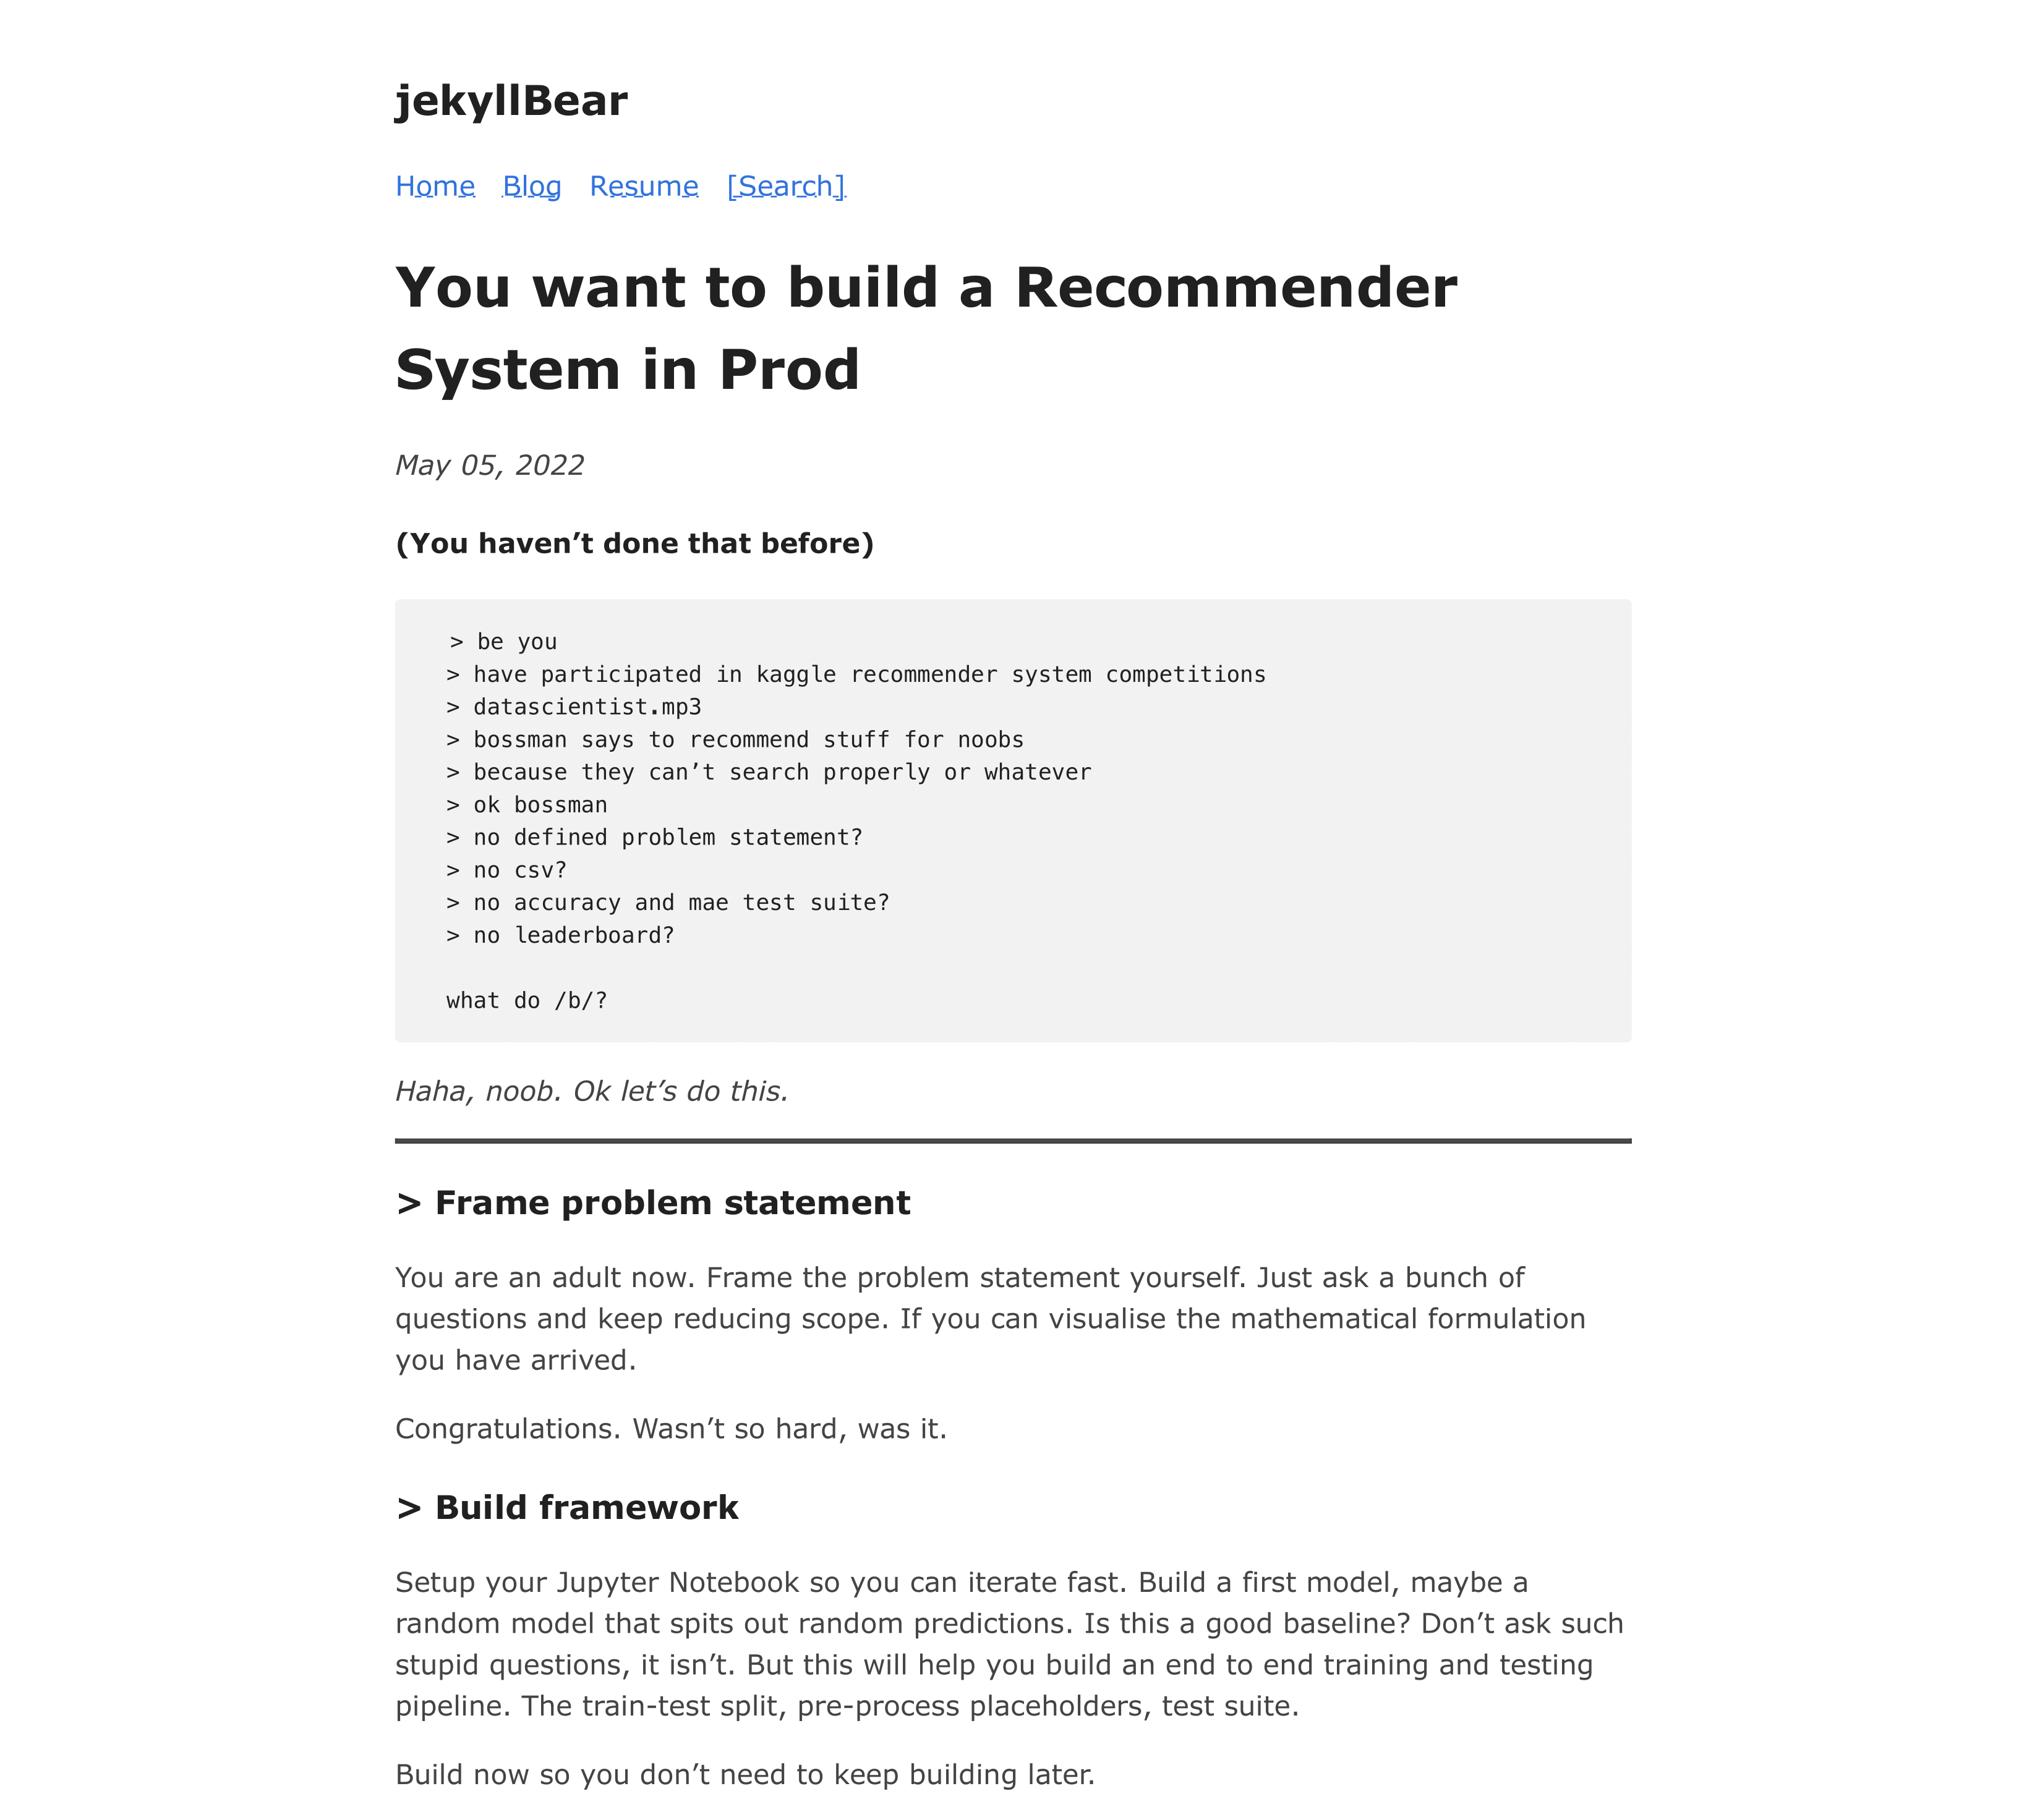 jekyllBear
Home Blog Resume [Search]
You want to build a Recommender
System in Prod
May 05, 2022
(You haven’t done that before)
> be you
> have participated in kaggle recommender system competitions
> datascientist.mp3
> bossman says to recommend stuff for noobs
> because they can’t search properly or whatever
> ok bossman
> no defined problem statement?
> no csv?
> no accuracy and mae test suite?
> no leaderboard?
what do /b/?
Haha, noob. Ok let’s do this.
> Frame problem statement
You are an adult now. Frame the problem statement yourself. Just ask a bunch of
questions and keep reducing scope. If you can visualise the mathematical formulation
you have arrived.
Congratulations. Wasn’t so hard, was it.
> Build framework
Setup your Jupyter Notebook so you can iterate fast. Build a first model, maybe a
random model that spits out random predictions. Is this a good baseline? Don’t ask such
stupid questions, it isn’t. But this will help you build an end to end training and testing
pipeline. The train-test split, pre-process placeholders, test suite.
Build now so you don’t need to keep building later.